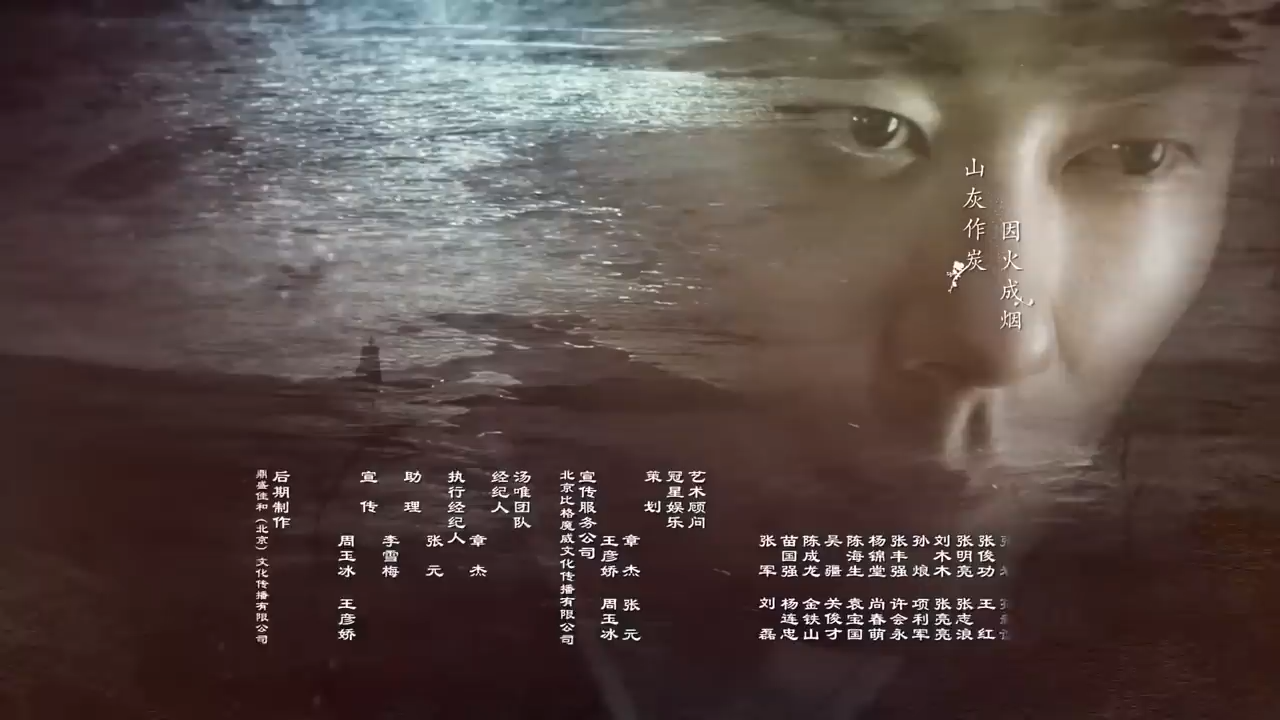 山灰作炭
因火成烟
张俊功 王 红
张明亮 张志浪
刘木木 张亮亮
孙 烺 项利军
张丰强 许会永
杨锦堂 尚春萌
陈海生 袁宝国
吴 疆 关俊才
陈成龙 金铁山
苗国强 杨连忠
张 军 刘 磊
艺术顾问
冠星娱乐
策 划
章 杰 张 元
王彦娇 周玉冰
宣传服务公司
北京比格魔威文化传播有限公司
汤唯团队
经纪人
章 杰
执行经纪人
张 元
助 理
李雪梅
宣 传
周玉冰 王彦娇
后期制作
鼎盛佳和（北京）文化传播有限公司